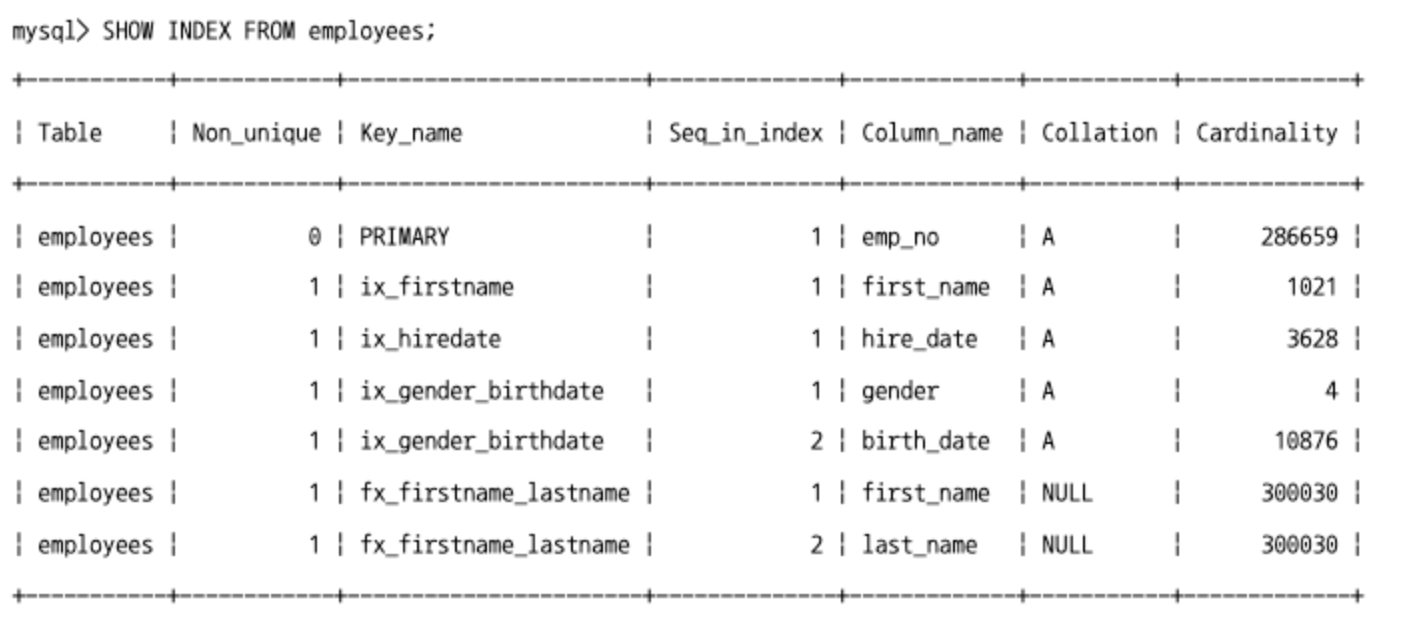 mysql> SHOW INDEX FROM employees;
+-----------+------------+----------------------+--------------+-------------+-----------+-------------+
| Table     | Non_unique | Key_name             | Seq_in_index | Column_name | Collation | Cardinality |
+-----------+------------+----------------------+--------------+-------------+-----------+-------------+
| employees |          0 | PRIMARY              |            1 | emp_no      | A         |      286659 |
| employees |          1 | ix_firstname         |            1 | first_name  | A         |        1021 |
| employees |          1 | ix_hiredate          |            1 | hire_date   | A         |        3628 |
| employees |          1 | ix_gender_birthdate  |            1 | gender      | A         |           4 |
| employees |          1 | ix_gender_birthdate  |            2 | birth_date  | A         |       10876 |
| employees |          1 | fx_firstname_lastname |            1 | first_name  | NULL      |      300030 |
| employees |          1 | fx_firstname_lastname |            2 | last_name   | NULL      |      300030 |
+-----------+------------+----------------------+--------------+-------------+-----------+-------------+